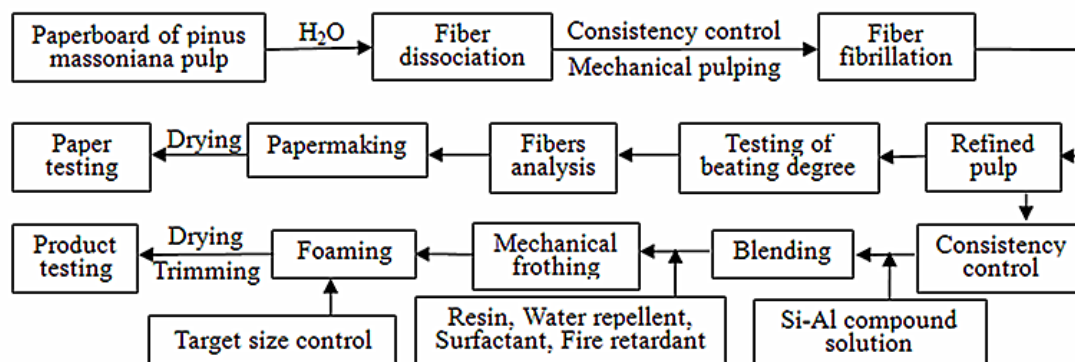 Paperboard of pinus
massoniana pulp
H₂O
Fiber
dissociation
Consistency control
Mechanical pulping
Fiber
fibrillation
Paper
testing
Drying
Papermaking
Fibers
analysis
Testing of
beating degree
Refined
pulp
Product
testing
Drying
Trimming
Foaming
Mechanical
frothing
Blending
Consistency
control
Target size control
Resin, Water repellent,
Surfactant, Fire retardant
Si-Al compound
solution